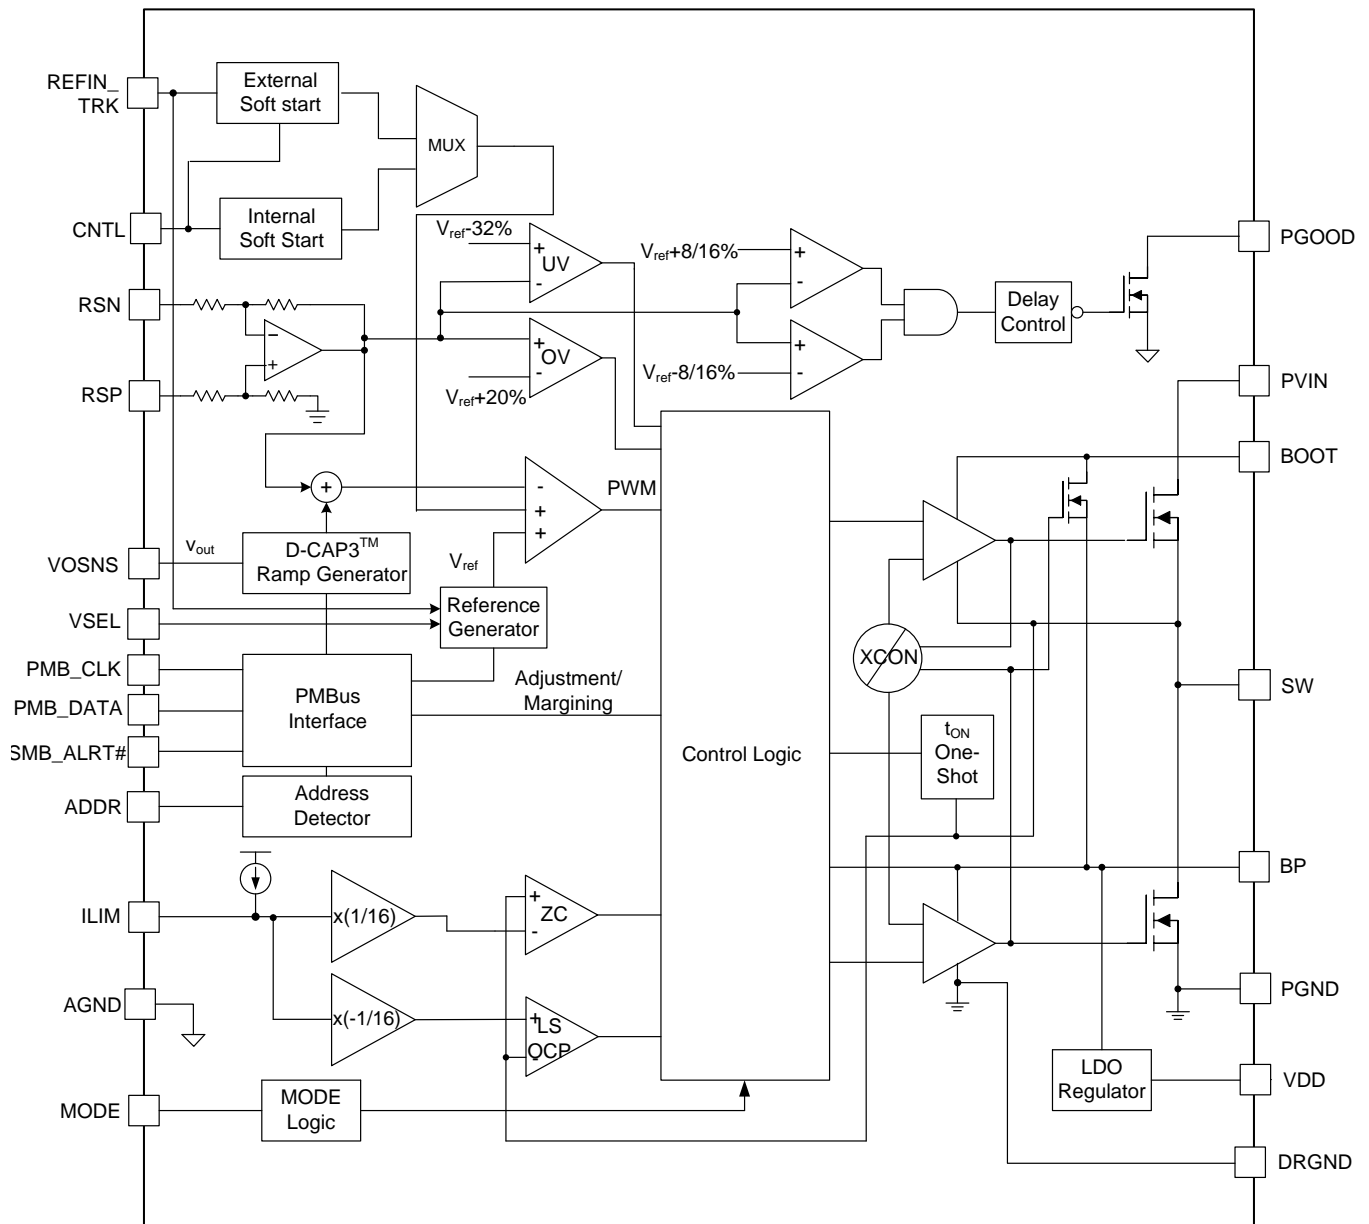 REFIN_
TRK
External
Soft start
MUX
CNTL
Internal
Soft Start
Vref-32%
+
-
UV
Vref+8/16%
+
-
PGOOD
RSN
-
+
+
-
OV
Vref+20%
Vref-8/16%
+
-
Delay
Control
RSP
PVIN
BOOT
+
-
+
+
PWM
VOSNS
vout
D-CAP3TM
Ramp Generator
Vref
VSEL
Reference
Generator
XCON
PMB_CLK
PMB_DATA
SMB_ALRT#
PMBus
Interface
Adjustment/
Margining
SW
Control Logic
tON
One-
Shot
ADDR
Address
Detector
BP
ILIM
x(1/16)
+
-
ZC
AGND
x(-1/16)
+
-
LS
OCP
PGND
MODE
MODE
Logic
LDO
Regulator
VDD
DRGND